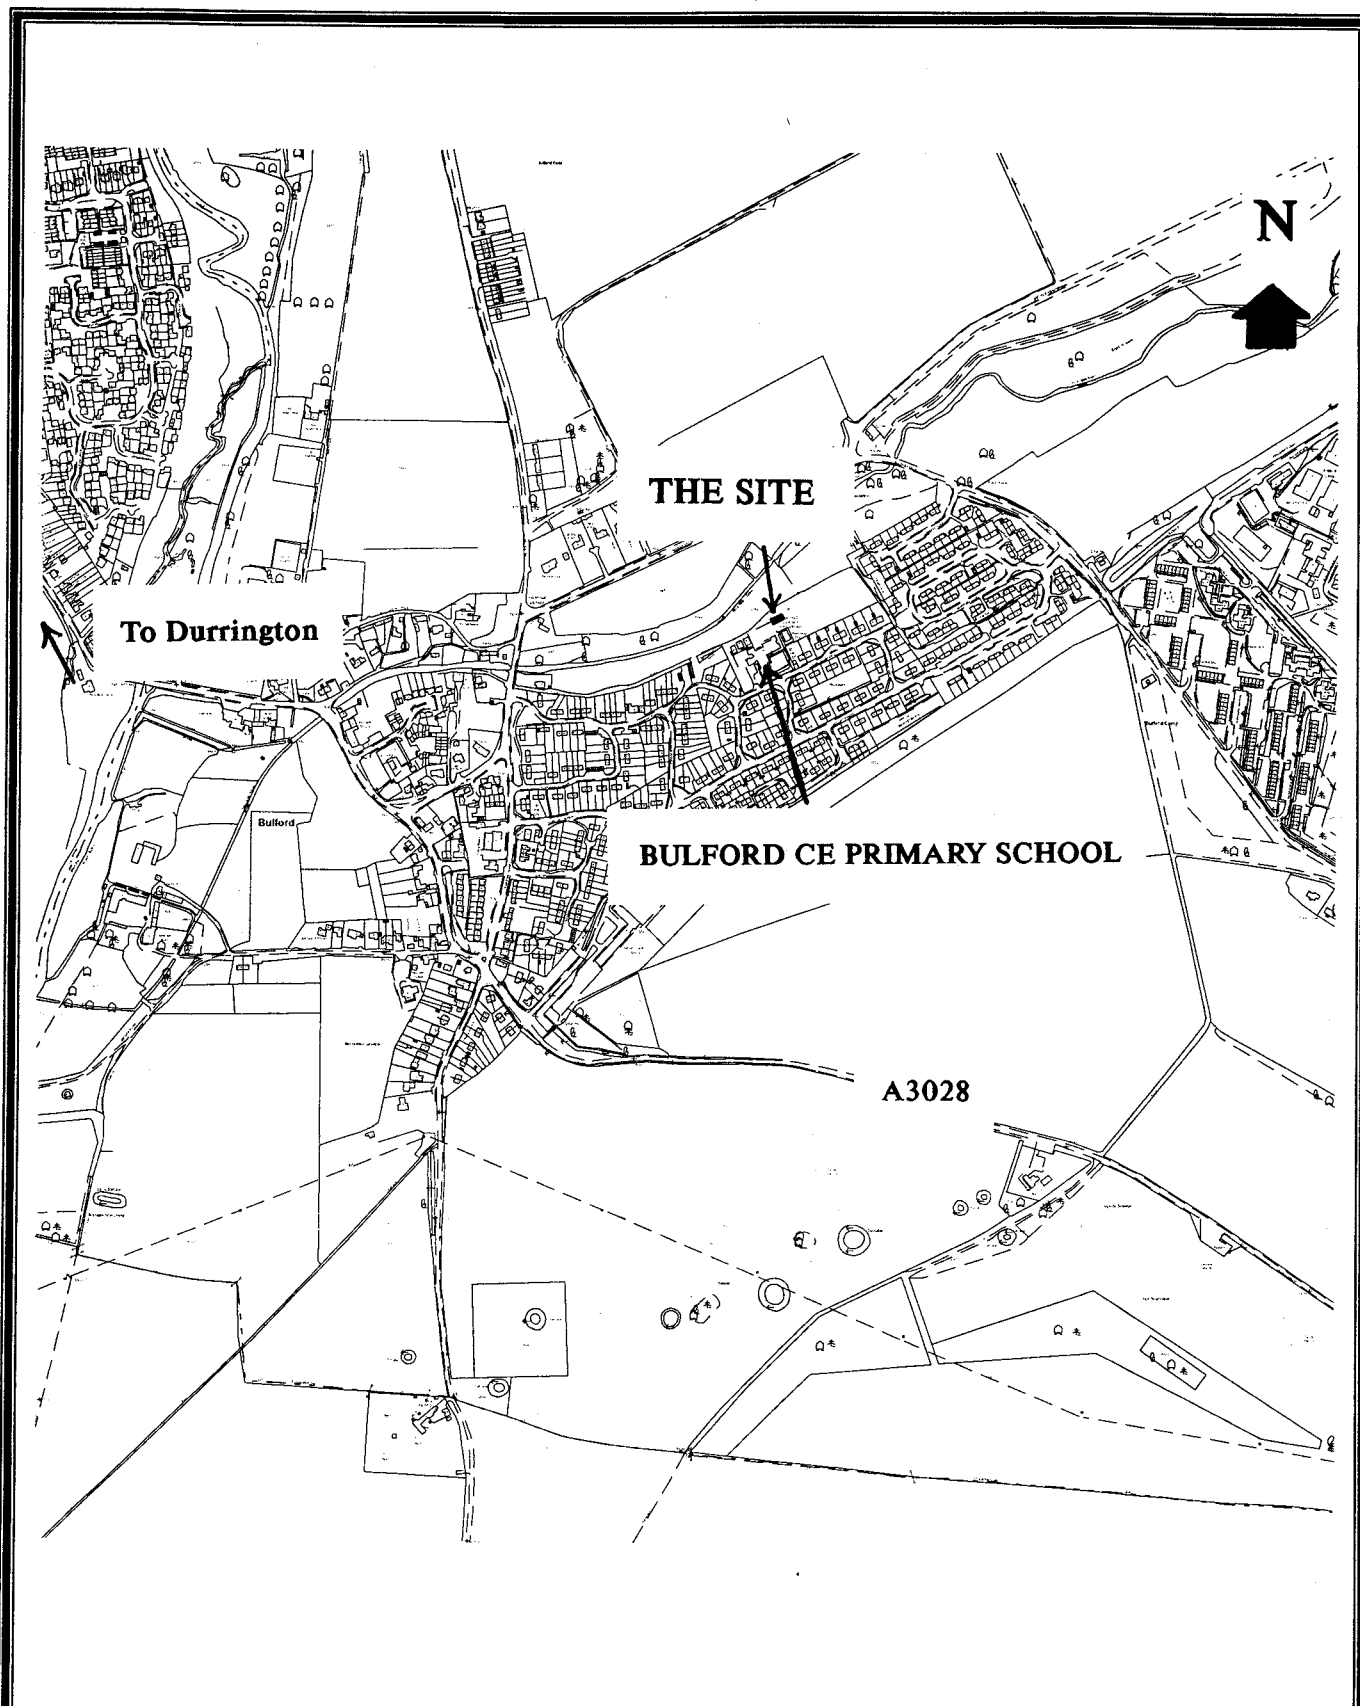 N
THE SITE
To Durrington
Bulford
BULFORD CE PRIMARY SCHOOL
A3028